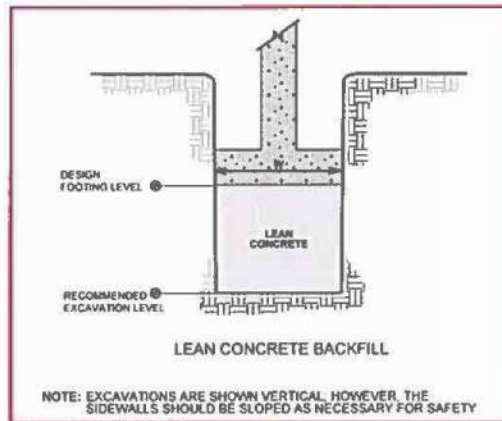 DESIGN
FOOTING LEVEL
W
LEAN
CONCRETE
RECOMMENDED
EXCAVATION LEVEL
LEAN CONCRETE BACKFILL
NOTE: EXCAVATIONS ARE SHOWN VERTICAL, HOWEVER, THE
SIDEWALLS SHOULD BE SLOPED AS NECESSARY FOR SAFETY